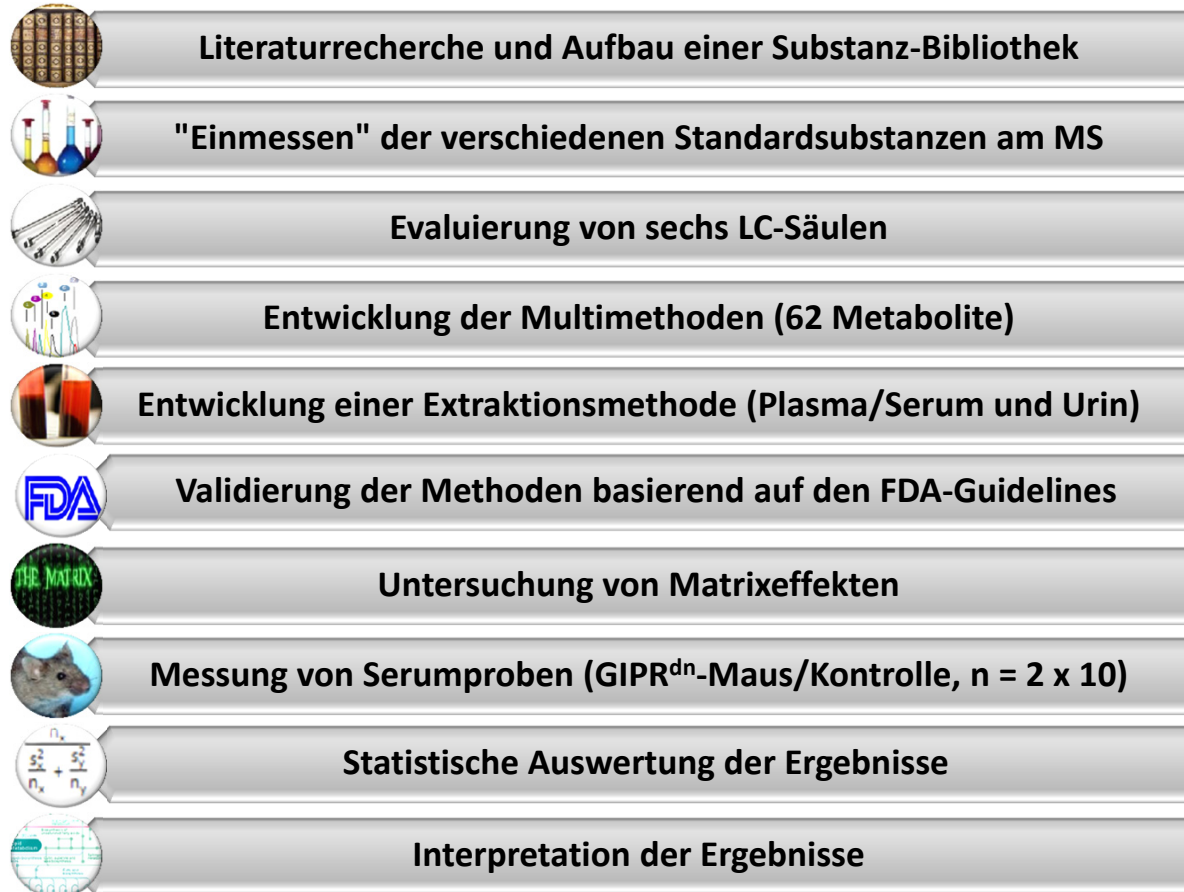 Literaturrecherche und Aufbau einer Substanz-Bibliothek
"Einmessen" der verschiedenen Standardsubstanzen am MS
Evaluierung von sechs LC-Säulen
Entwicklung der Multimethoden (62 Metabolite)
Entwicklung einer Extraktionsmethode (Plasma/Serum und Urin)
FDA
Validierung der Methoden basierend auf den FDA-Guidelines
THE MATRIX
Untersuchung von Matrixeffekten
Messung von Serumproben (GIPRdn-Maus/Kontrolle, n = 2 x 10)
Statistische Auswertung der Ergebnisse
Interpretation der Ergebnisse